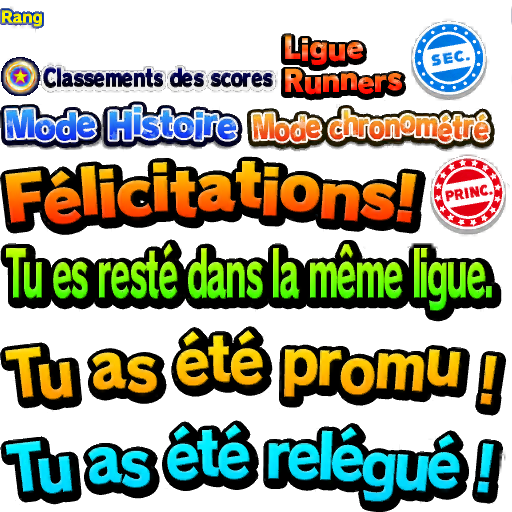 Rang
Classements des scores
Ligue
Runners
SEC.
Mode Histoire
Mode chronométré
Félicitations!
PRINC.
Tu es resté dans la même ligue.
Tu as été promu !
Tu as été relégué !